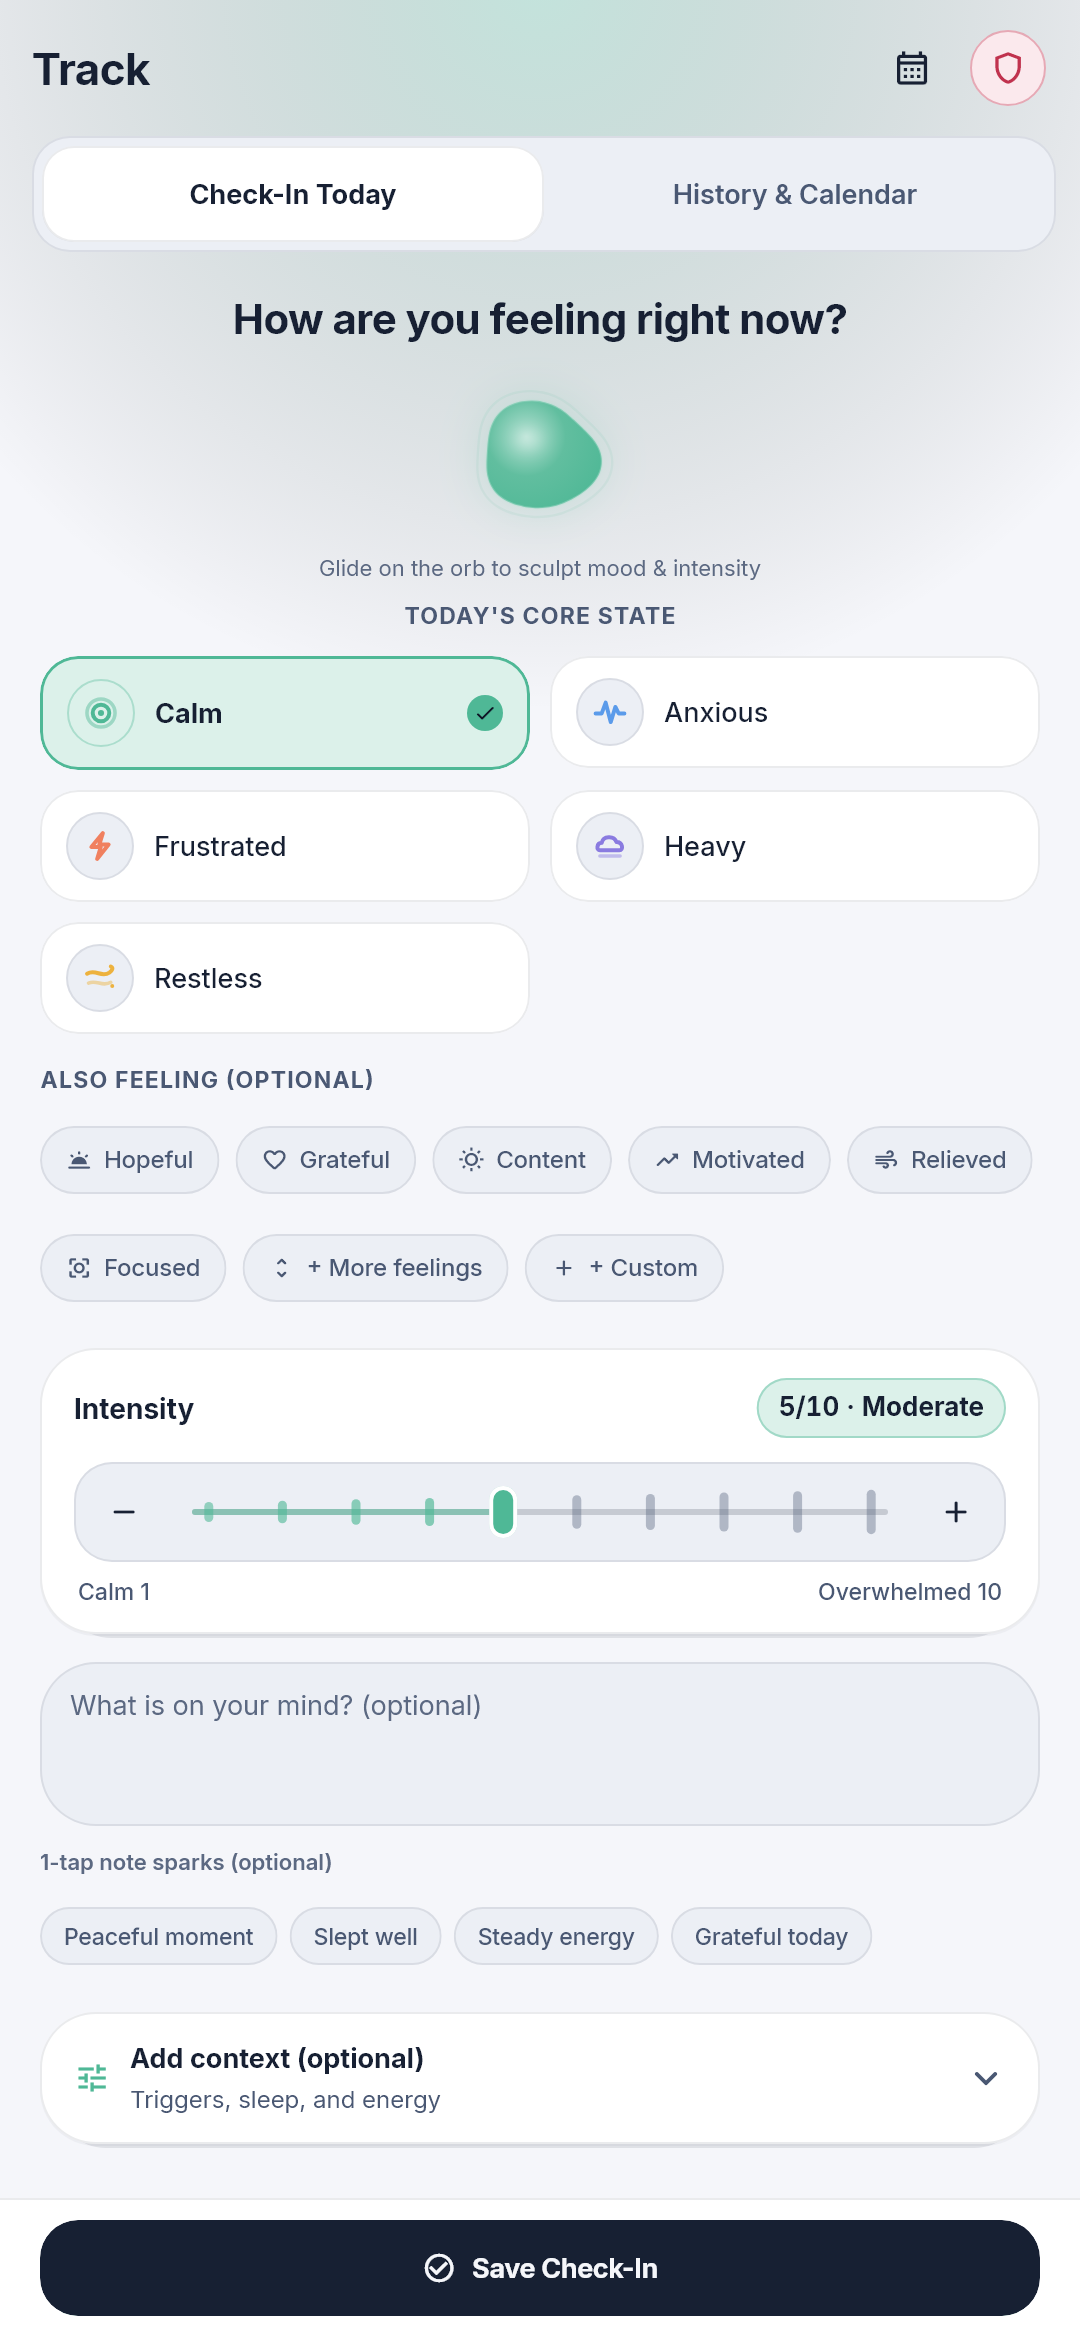 Track
Check-In Today
History & Calendar
How are you feeling right now?
Glide on the orb to sculpt mood & intensity
TODAY'S CORE STATE
Calm
Anxious
Frustrated
Heavy
Restless
ALSO FEELING (OPTIONAL)
Hopeful
Grateful
Content
Motivated
Relieved
Focused
+ More feelings
+ Custom
Intensity
5/10 · Moderate
Calm 1
Overwhelmed 10
What is on your mind? (optional)
1-tap note sparks (optional)
Peaceful moment
Slept well
Steady energy
Grateful today
Add context (optional)
Triggers, sleep, and energy
Save Check-In